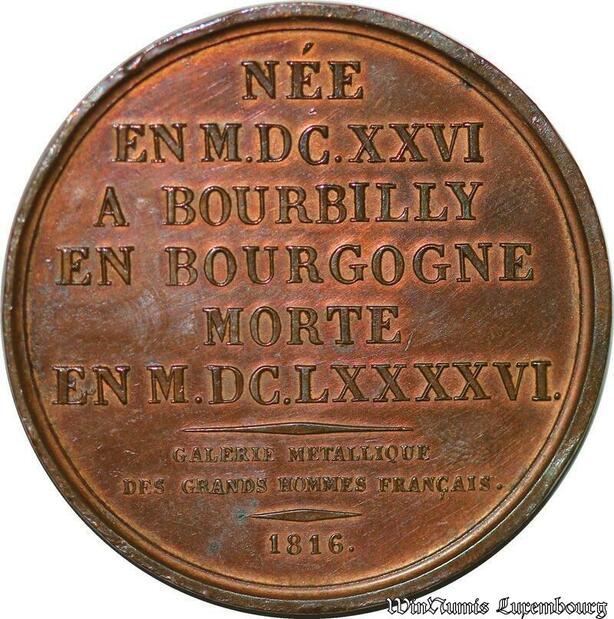 NÉE
EN M.DC.XXVI
A BOURBILLY
EN BOURGOGNE
MORTE
EN M.DC.LXXXXVI.
GALERIE METALLIQUE
DES GRANDS HOMMES FRANÇAIS.
1816.
WinNumis Luxembourg